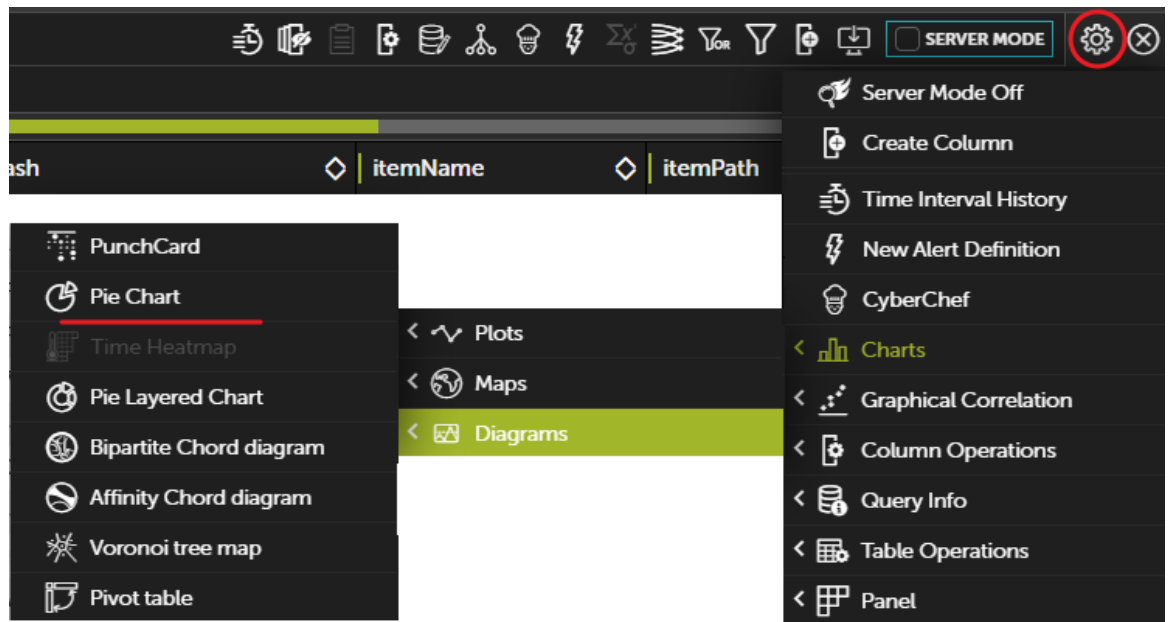 OR
SERVER MODE
ash
itemName
itemPath
Server Mode Off
Create Column
Time Interval History
New Alert Definition
CyberChef
Charts
Graphical Correlation
Column Operations
Query Info
Table Operations
Panel
Plots
Maps
Diagrams
PunchCard
Pie Chart
Time Heatmap
Pie Layered Chart
Bipartite Chord diagram
Affinity Chord diagram
Voronoi tree map
Pivot table